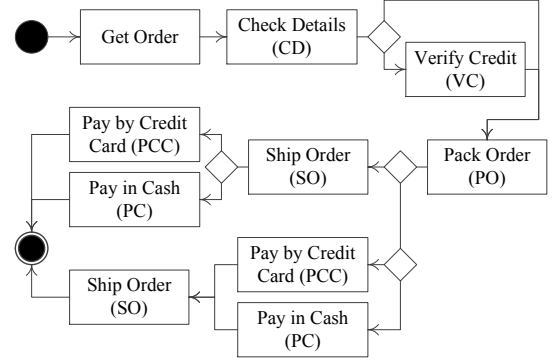 Get Order
Check Details
(CD)
Verify Credit
(VC)
Pay by Credit
Card (PCC)
Pay in Cash
(PC)
Ship Order
(SO)
Pack Order
(PO)
Pay by Credit
Card (PCC)
Ship Order
(SO)
Pay in Cash
(PC)